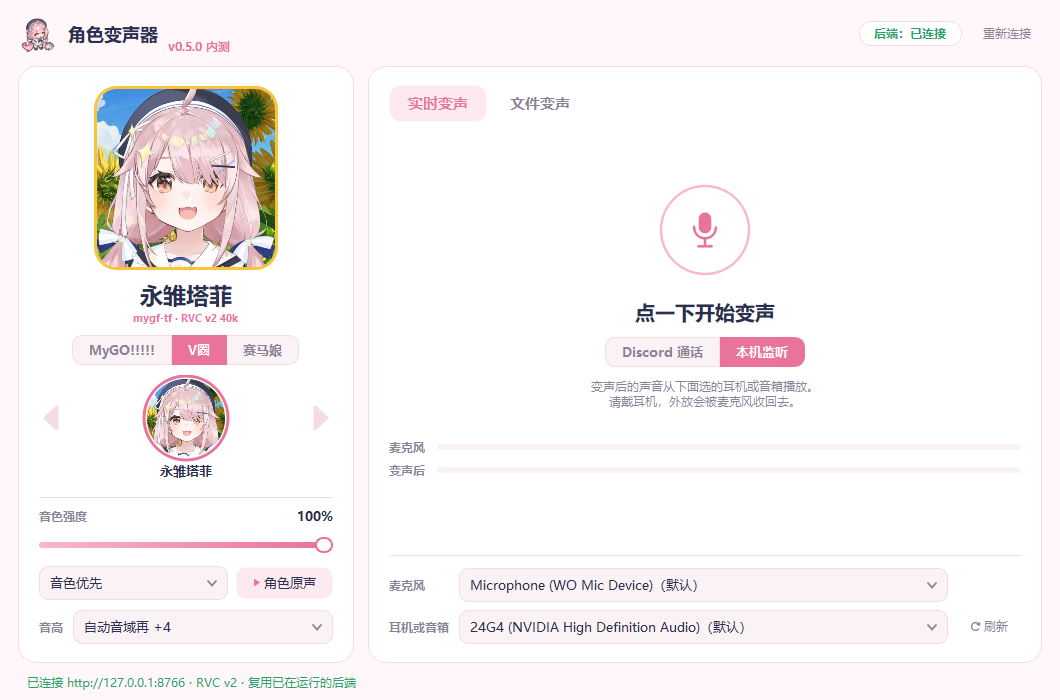 角色变声器
v0.5.0 内测
后端：已连接
重新连接
永雏塔菲
mygf-tf · RVC v2 40k
MyGO!!!!!
V圈
赛马娘
永雏塔菲
音色强度
100%
音色优先
角色原声
音高
自动音域再 +4
实时变声
文件变声
点一下开始变声
Discord 通话
本机监听
变声后的声音从下面选的耳机或音箱播放。
请戴耳机，外放会被麦克风收回去。
麦克风
变声后
麦克风
Microphone (WO Mic Device)（默认）
耳机或音箱
24G4 (NVIDIA High Definition Audio)（默认）
刷新
已连接 http://127.0.0.1:8766 · RVC v2 · 复用已在运行的后端